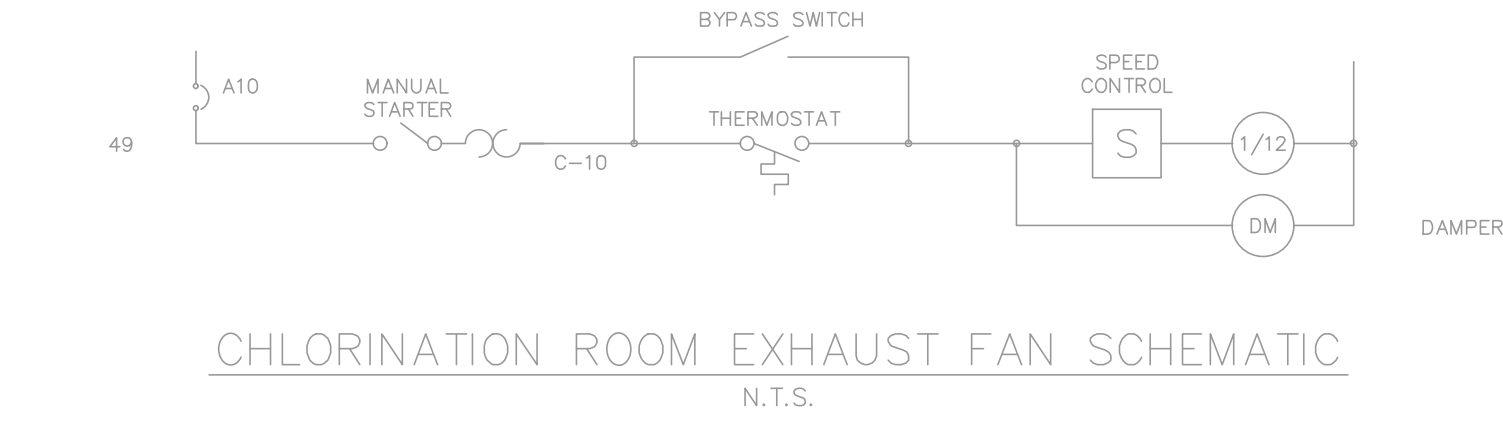 BYPASS SWITCH
A10
MANUAL
STARTER
SPEED
CONTROL
THERMOSTAT
49
C-10
S
1/12
DM
DAMPER
CHLORINATION ROOM EXHAUST FAN SCHEMATIC
N.T.S.